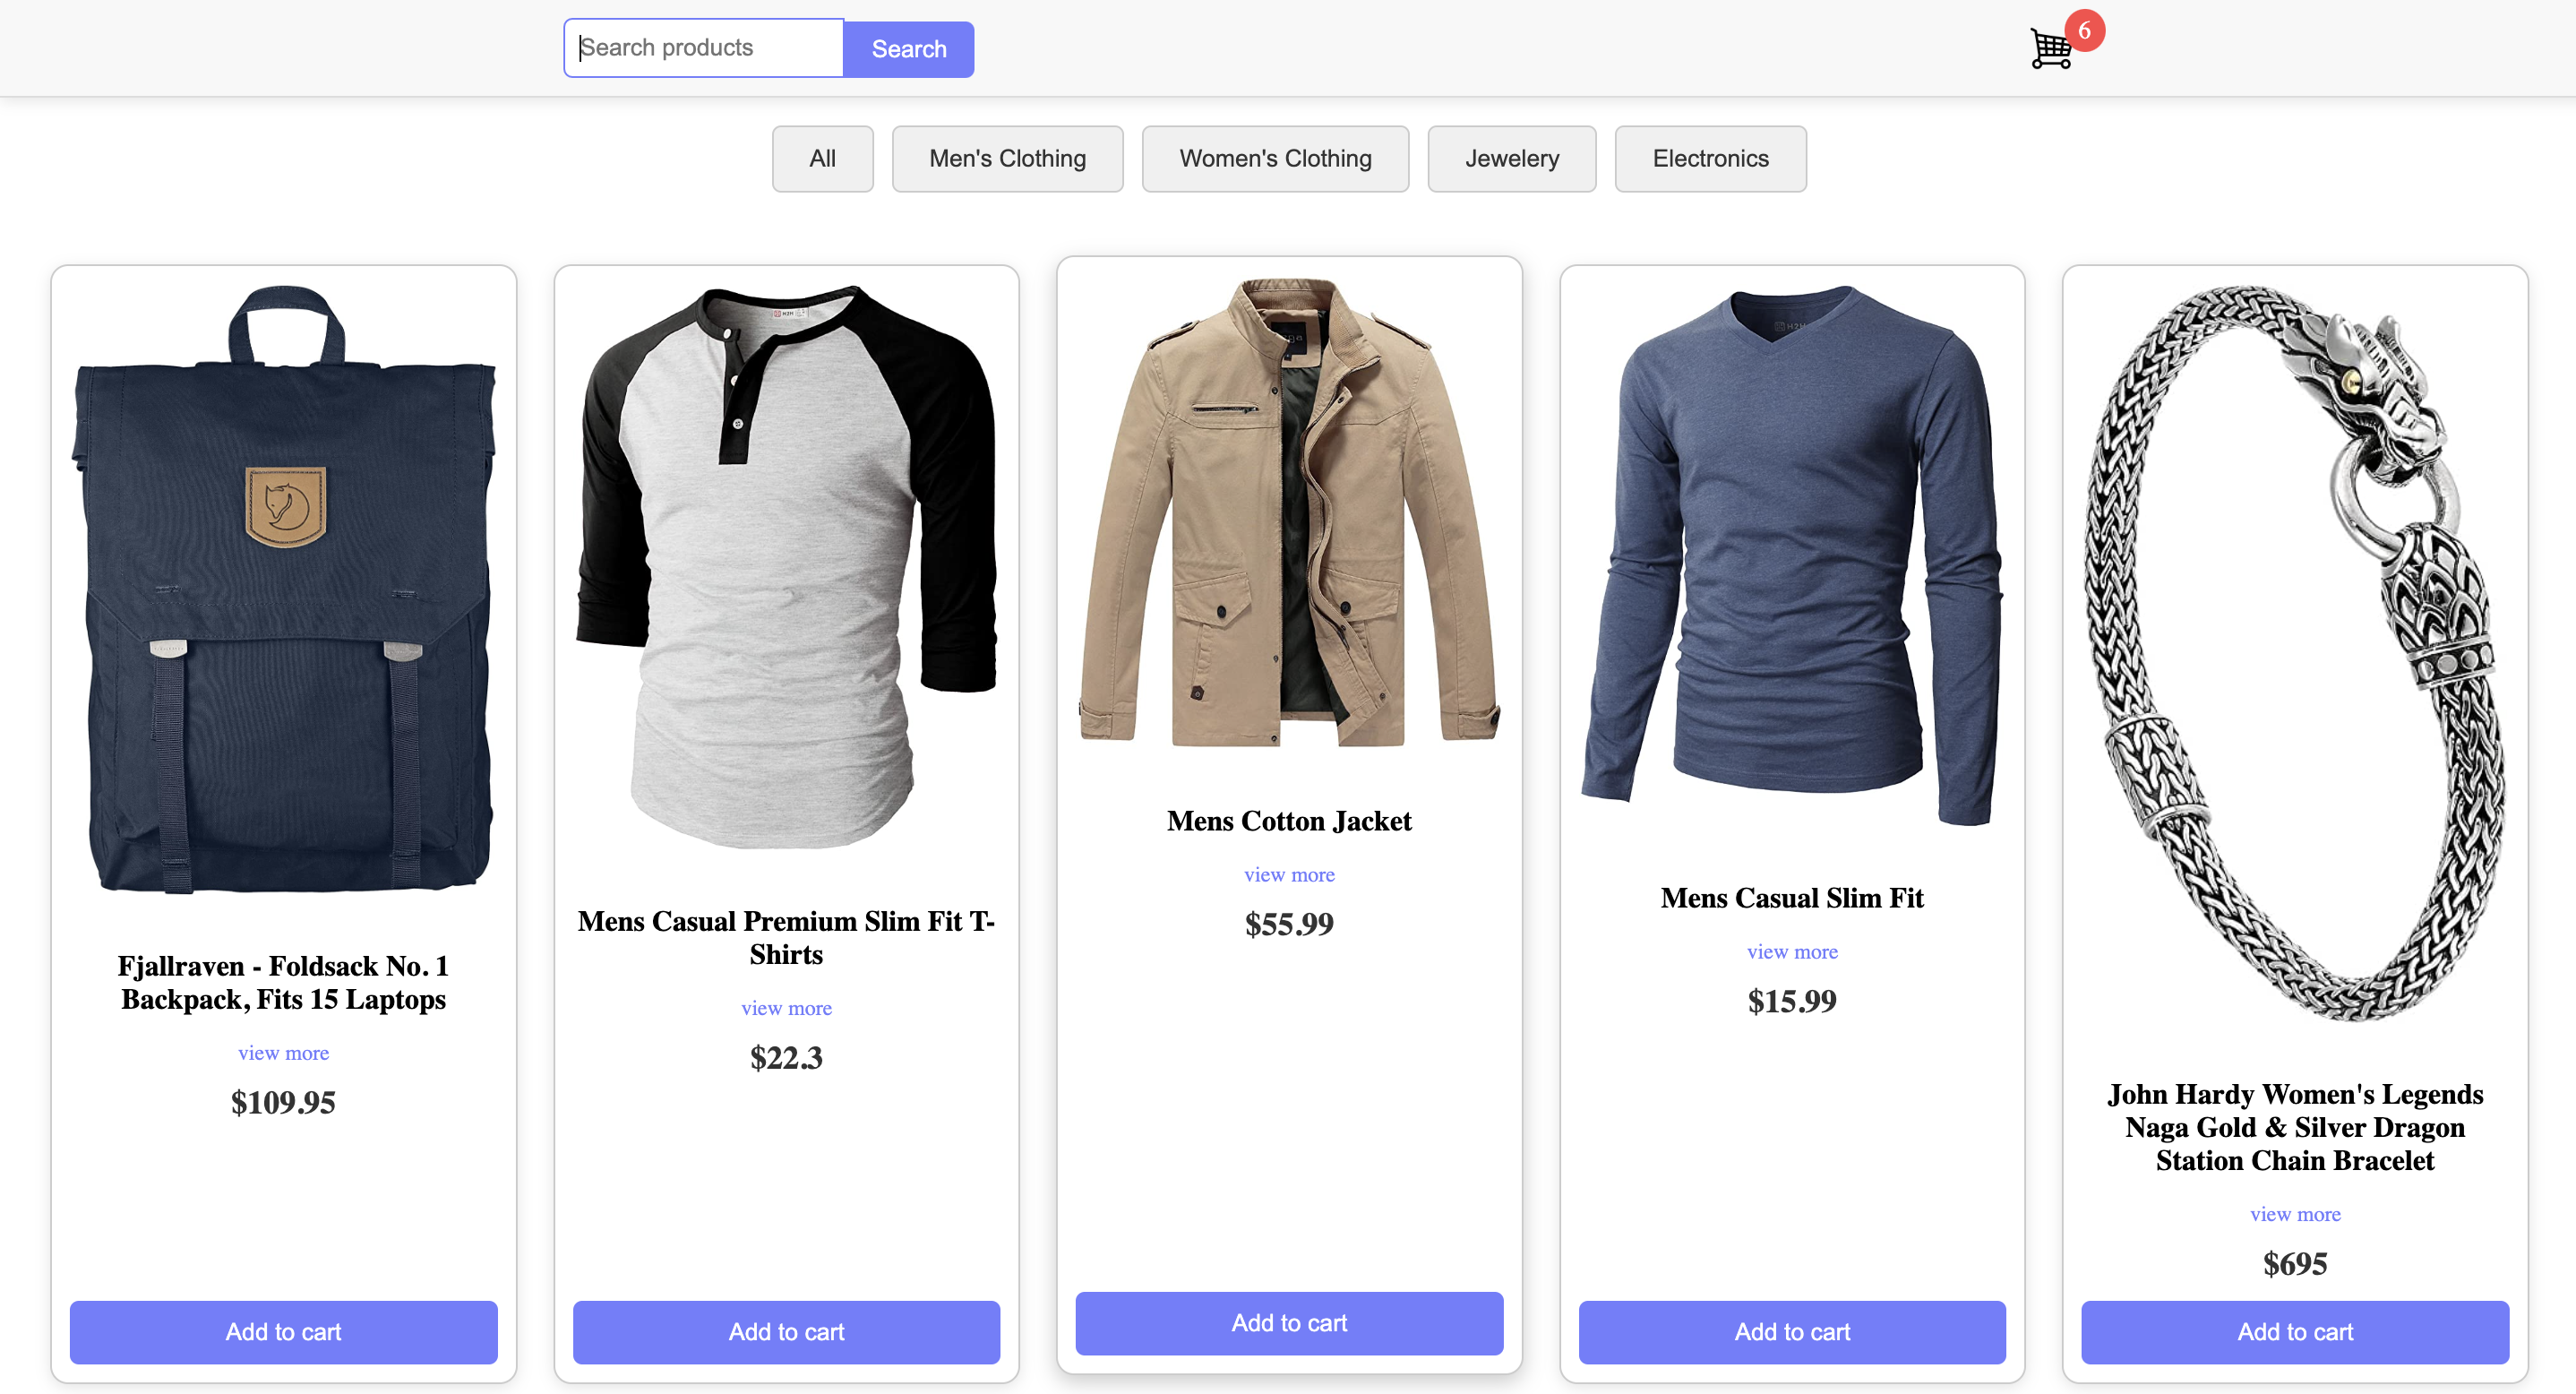 Search products
Search
6
All
Men's Clothing
Women's Clothing
Jewelery
Electronics
Fjallraven - Foldsack No. 1
Backpack, Fits 15 Laptops
view more
$109.95
Add to cart
Mens Casual Premium Slim Fit T-
Shirts
view more
$22.3
Add to cart
Mens Cotton Jacket
view more
$55.99
Add to cart
H2H
Mens Casual Slim Fit
view more
$15.99
Add to cart
John Hardy Women's Legends
Naga Gold & Silver Dragon
Station Chain Bracelet
view more
$695
Add to cart